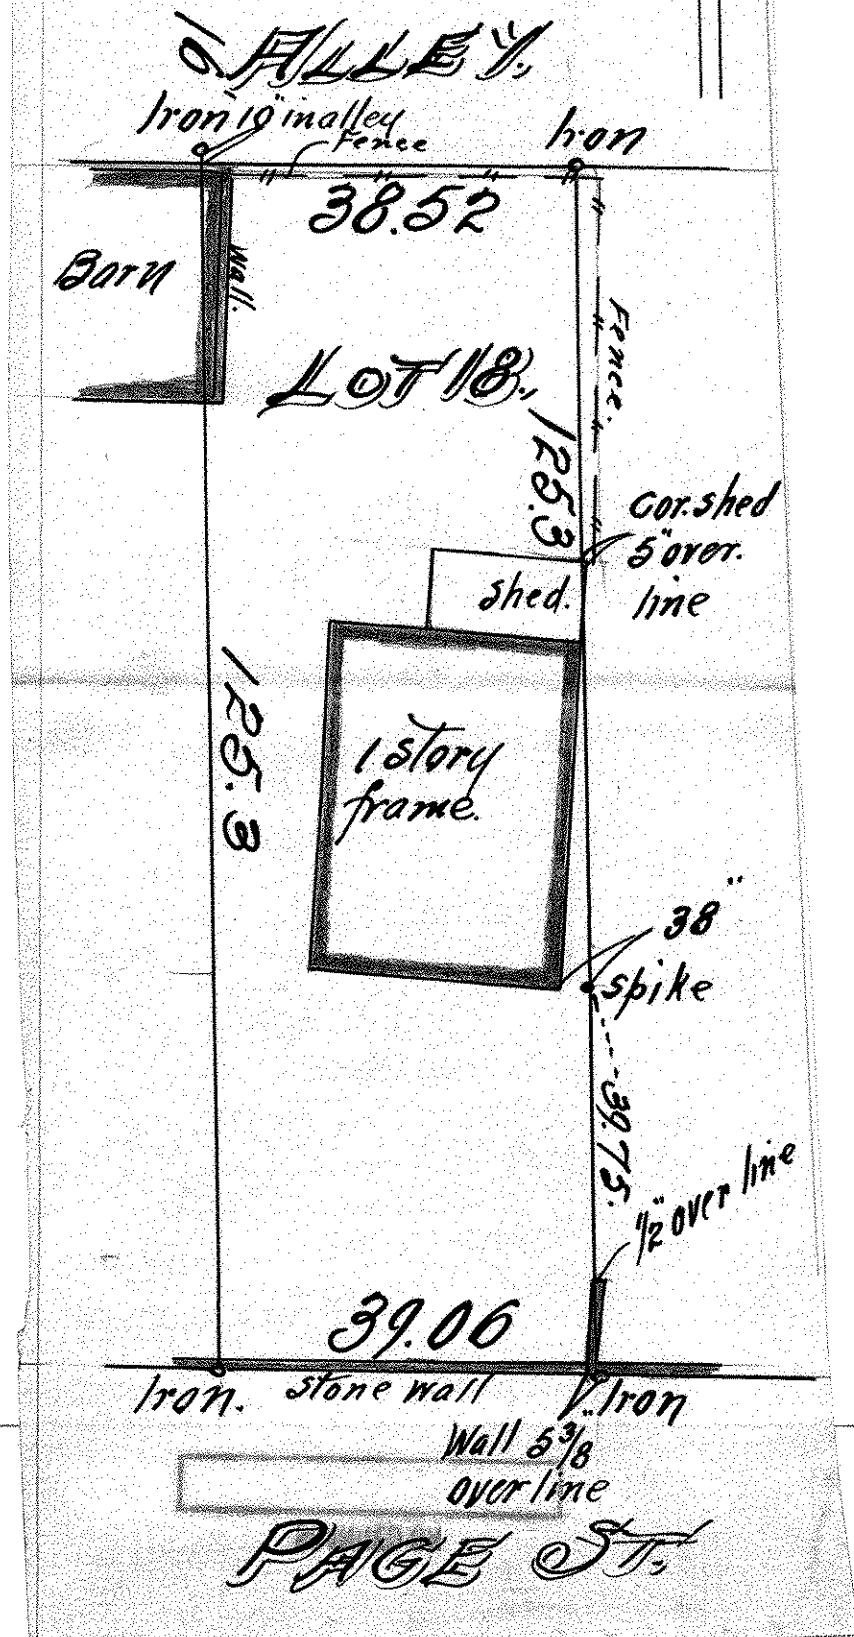 16' ALLEY.
Iron 10" in alley
Fence
Iron
38.52
Barn
Wall.
Fence.
LOT 18.
125.3
Cor. shed
5" over.
line
shed.
125.3
1 story
frame.
38"
spike
39.75.
1/2" over line
39.06
Iron.
stone wall
Iron
Wall 5 3/8"
over line
PAGE ST.